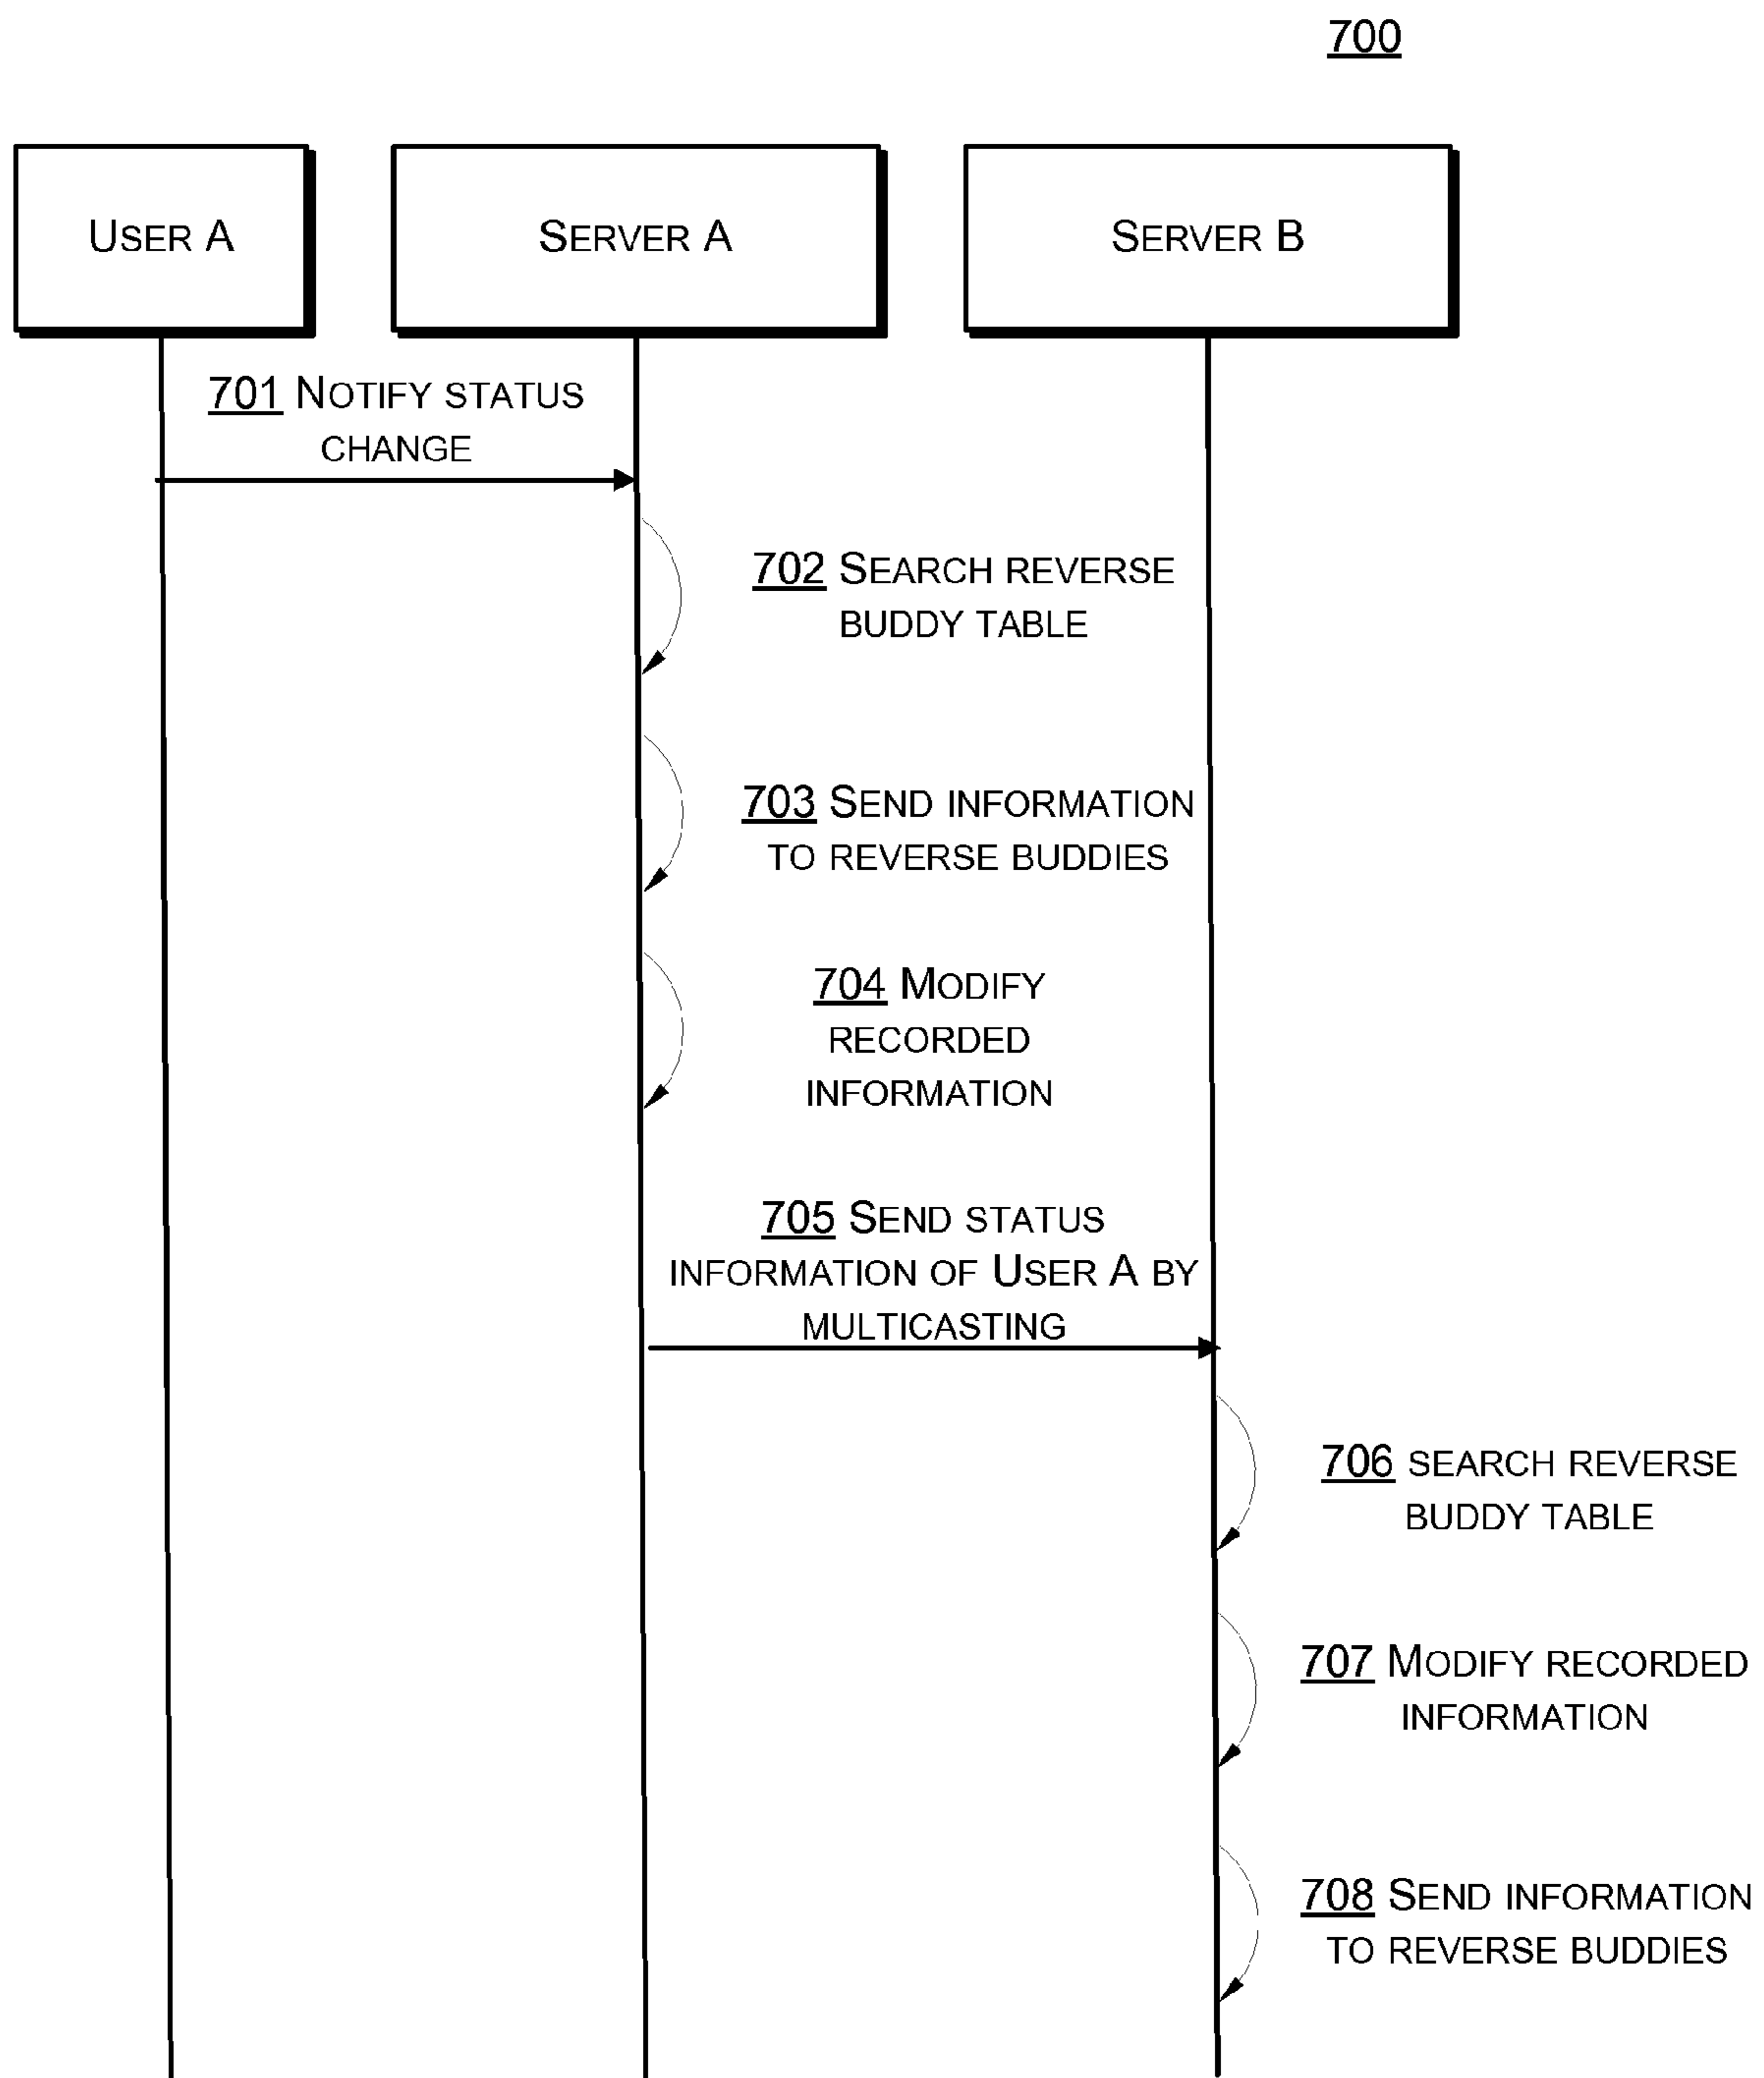 700
USER A
SERVER A
SERVER B
701 NOTIFY STATUS
CHANGE
702 SEARCH REVERSE
BUDDY TABLE
703 SEND INFORMATION
TO REVERSE BUDDIES
704 MODIFY
RECORDED
INFORMATION
705 SEND STATUS
INFORMATION OF USER A BY
MULTICASTING
706 SEARCH REVERSE
BUDDY TABLE
707 MODIFY RECORDED
INFORMATION
708 SEND INFORMATION
TO REVERSE BUDDIES